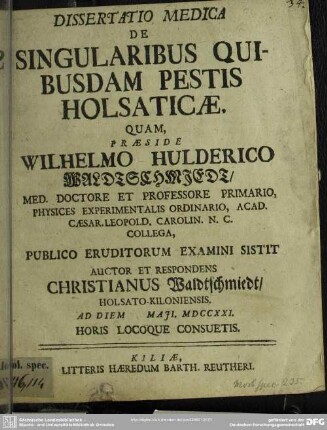 DISSERTATIO MEDICA
DE
SINGULARIBUS QUI-
BUSDAM PESTIS
HOLSATICÆ.
QUAM,
PRÆSIDE
WILHELMO HULDERICO
WALDTSCHMJEDT/
MED. DOCTORE ET PROFESSORE PRIMARIO,
PHYSICES EXPERIMENTALIS ORDINARIO, ACAD.
CÆSAR. LEOPOLD. CAROLIN. N. C.
COLLEGA,
PUBLICO ERUDITORUM EXAMINI SISTIT
AUCTOR ET RESPONDENS
CHRISTIANUS Waldtschmiedt/
HOLSATO-KILONIENSIS.
AD DIEM MAJI. MDCCXXI.
HORIS LOCOQUE CONSUETIS.
KILIÆ,
LITTERIS HÆREDUM BARTH. REUTHERI.
DFG